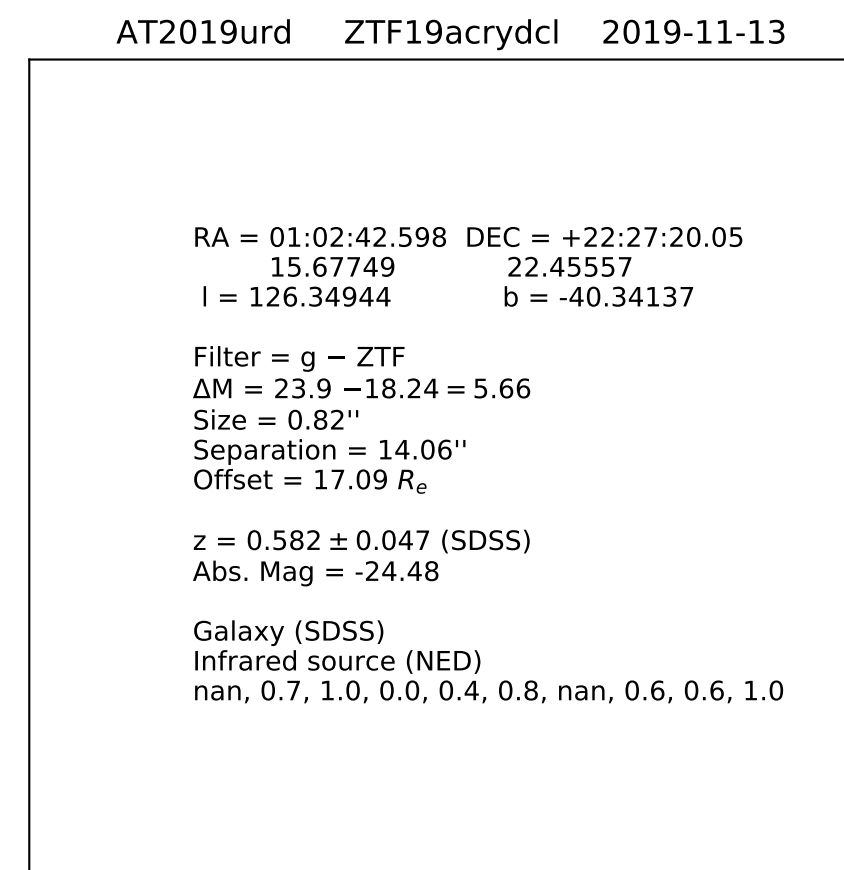 AT2019urd ZTF19acrydcl 2019-11-13
RA = 01:02:42.598 DEC = +22:27:20.05
15.67749 22.45557
l = 126.34944 b = -40.34137
Filter = g − ZTF
ΔM = 23.9 −18.24 = 5.66
Size = 0.82''
Separation = 14.06''
Offset = 17.09 Re
z = 0.582 ± 0.047 (SDSS)
Abs. Mag = -24.48
Galaxy (SDSS)
Infrared source (NED)
nan, 0.7, 1.0, 0.0, 0.4, 0.8, nan, 0.6, 0.6, 1.0